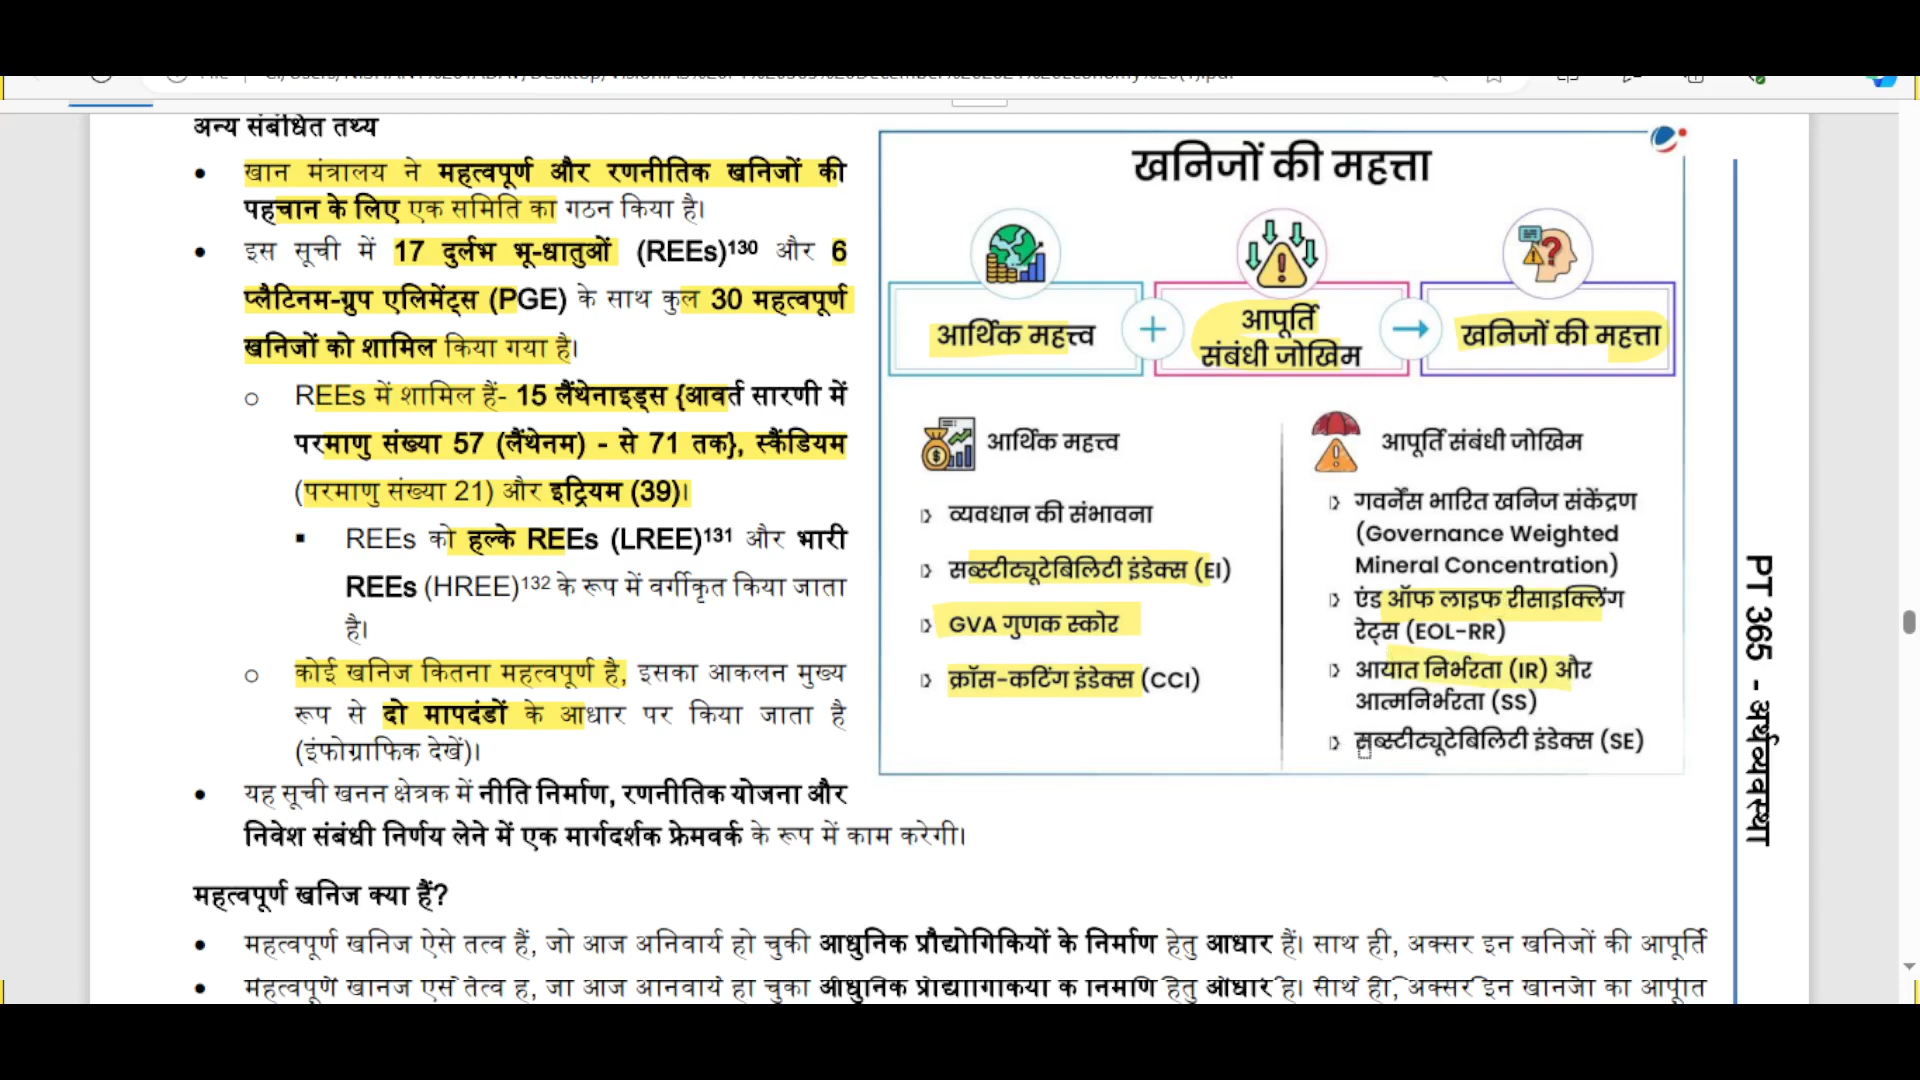 अन्य संबंधित तथ्य
• खान मंत्रालय ने महत्वपूर्ण और रणनीतिक खनिजों की
पहचान के लिए एक समिति का गठन किया है।
• इस सूची में 17 दुर्लभ भू-धातुओं (REEs)130 और 6
प्लैटिनम-ग्रुप एलिमेंट्स (PGE) के साथ कुल 30 महत्वपूर्ण
खनिजों को शामिल किया गया है।
o REEs में शामिल हैं- 15 लैंथेनाइड्स {आवर्त सारणी में
परमाणु संख्या 57 (लैंथेनम) - से 71 तक}, स्कैंडियम
(परमाणु संख्या 21) और इट्रियम (39)।
▪ REEs को हल्के REEs (LREE)131 और भारी
REEs (HREE)132 के रूप में वर्गीकृत किया जाता
है।
o कोई खनिज कितना महत्वपूर्ण है, इसका आकलन मुख्य
रूप से दो मापदंडों के आधार पर किया जाता है
(इंफोग्राफिक देखें)।
• यह सूची खनन क्षेत्रक में नीति निर्माण, रणनीतिक योजना और
निवेश संबंधी निर्णय लेने में एक मार्गदर्शक फ्रेमवर्क के रूप में काम करेगी।
खनिजों की महत्ता
आर्थिक महत्त्व
+
आपूर्ति
संबंधी जोखिम
→
खनिजों की महत्ता
आर्थिक महत्त्व
व्यवधान की संभावना
सब्स्टीट्यूटेबिलिटी इंडेक्स (EI)
GVA गुणक स्कोर
क्रॉस-कटिंग इंडेक्स (CCI)
आपूर्ति संबंधी जोखिम
गवर्नेंस भारित खनिज संकेंद्रण
(Governance Weighted
Mineral Concentration)
एंड ऑफ लाइफ रीसाइक्लिंग
रेट्स (EOL-RR)
आयात निर्भरता (IR) और
आत्मनिर्भरता (SS)
सब्स्टीट्यूटेबिलिटी इंडेक्स (SE)
महत्वपूर्ण खनिज क्या हैं?
• महत्वपूर्ण खनिज ऐसे तत्व हैं, जो आज अनिवार्य हो चुकी आधुनिक प्रौद्योगिकियों के निर्माण हेतु आधार हैं। साथ ही, अक्सर इन खनिजों की आपूर्ति
PT 365 - अर्थव्यवस्था